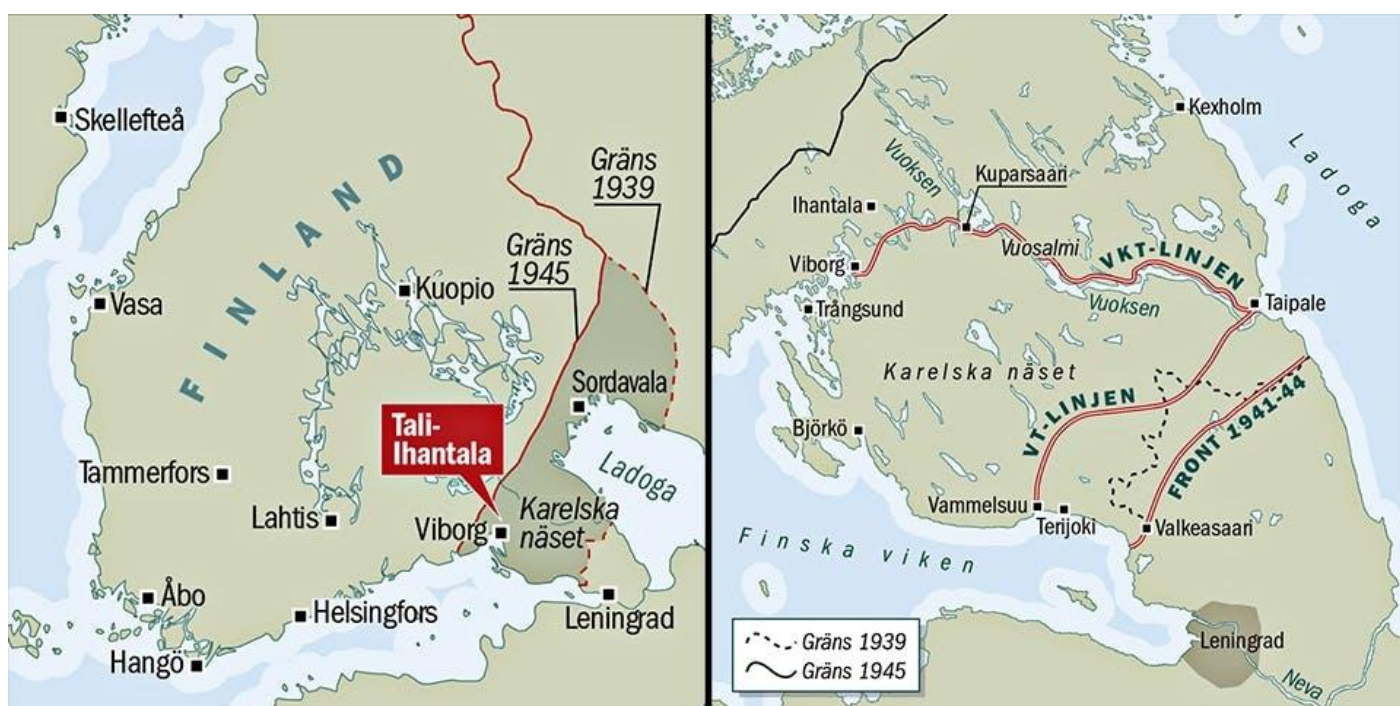 Skellefteå
FINLAND
Gräns
1939
Gräns
1945
Vasa
Kuopio
Sordavala
Tali-
Ihantala
Ladoga
Tammerfors
Lahtis
Viborg
Karelska
näset
Åbo
Helsingfors
Leningrad
Hangö
Kexholm
Ladoga
Vuoksen
Kuparsaari
Ihantala
Viborg
Vuosalmi
VKT-LINJEN
Trångsund
Vuoksen
Taipale
Karelska näset
VT-LINJEN
FRONT 1941-44
Björkö
Vammelsuu
Terijoki
Valkeasaari
Finska viken
Leningrad
Neva
Gräns 1939
Gräns 1945